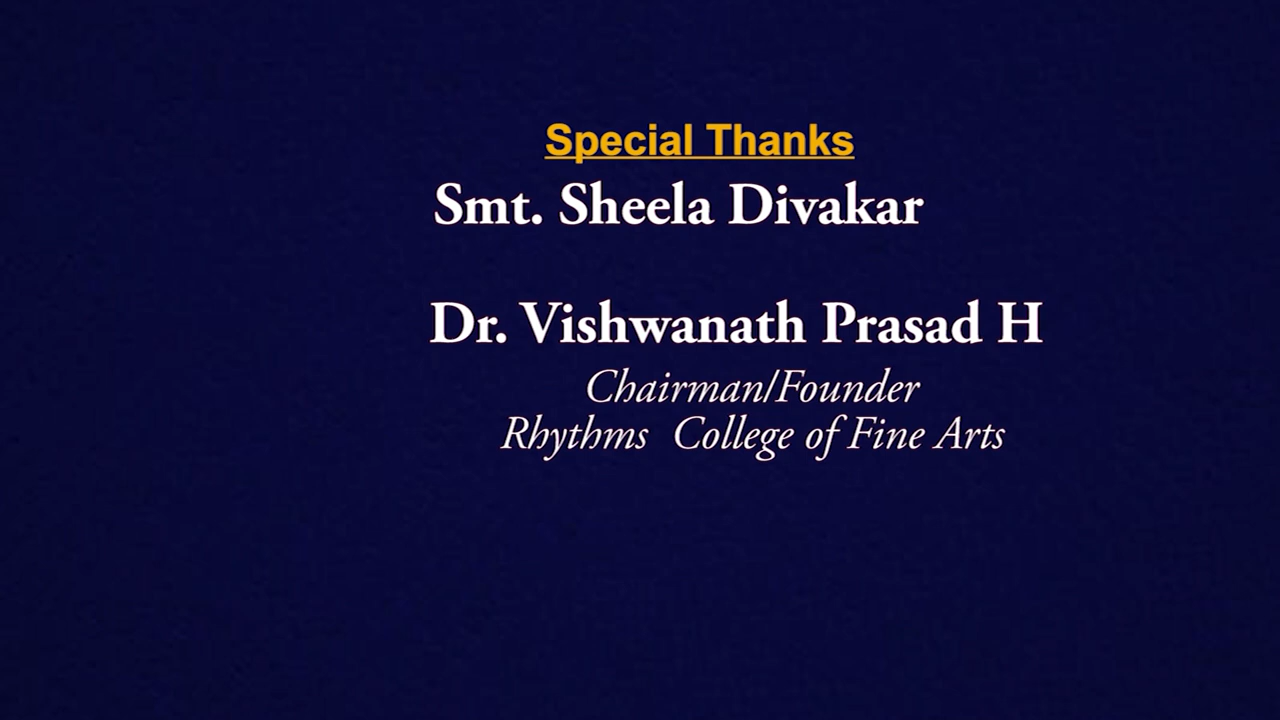 Special Thanks
Smt. Sheela Divakar
Dr. Vishwanath Prasad H
Chairman/Founder
Rhythms College of Fine Arts